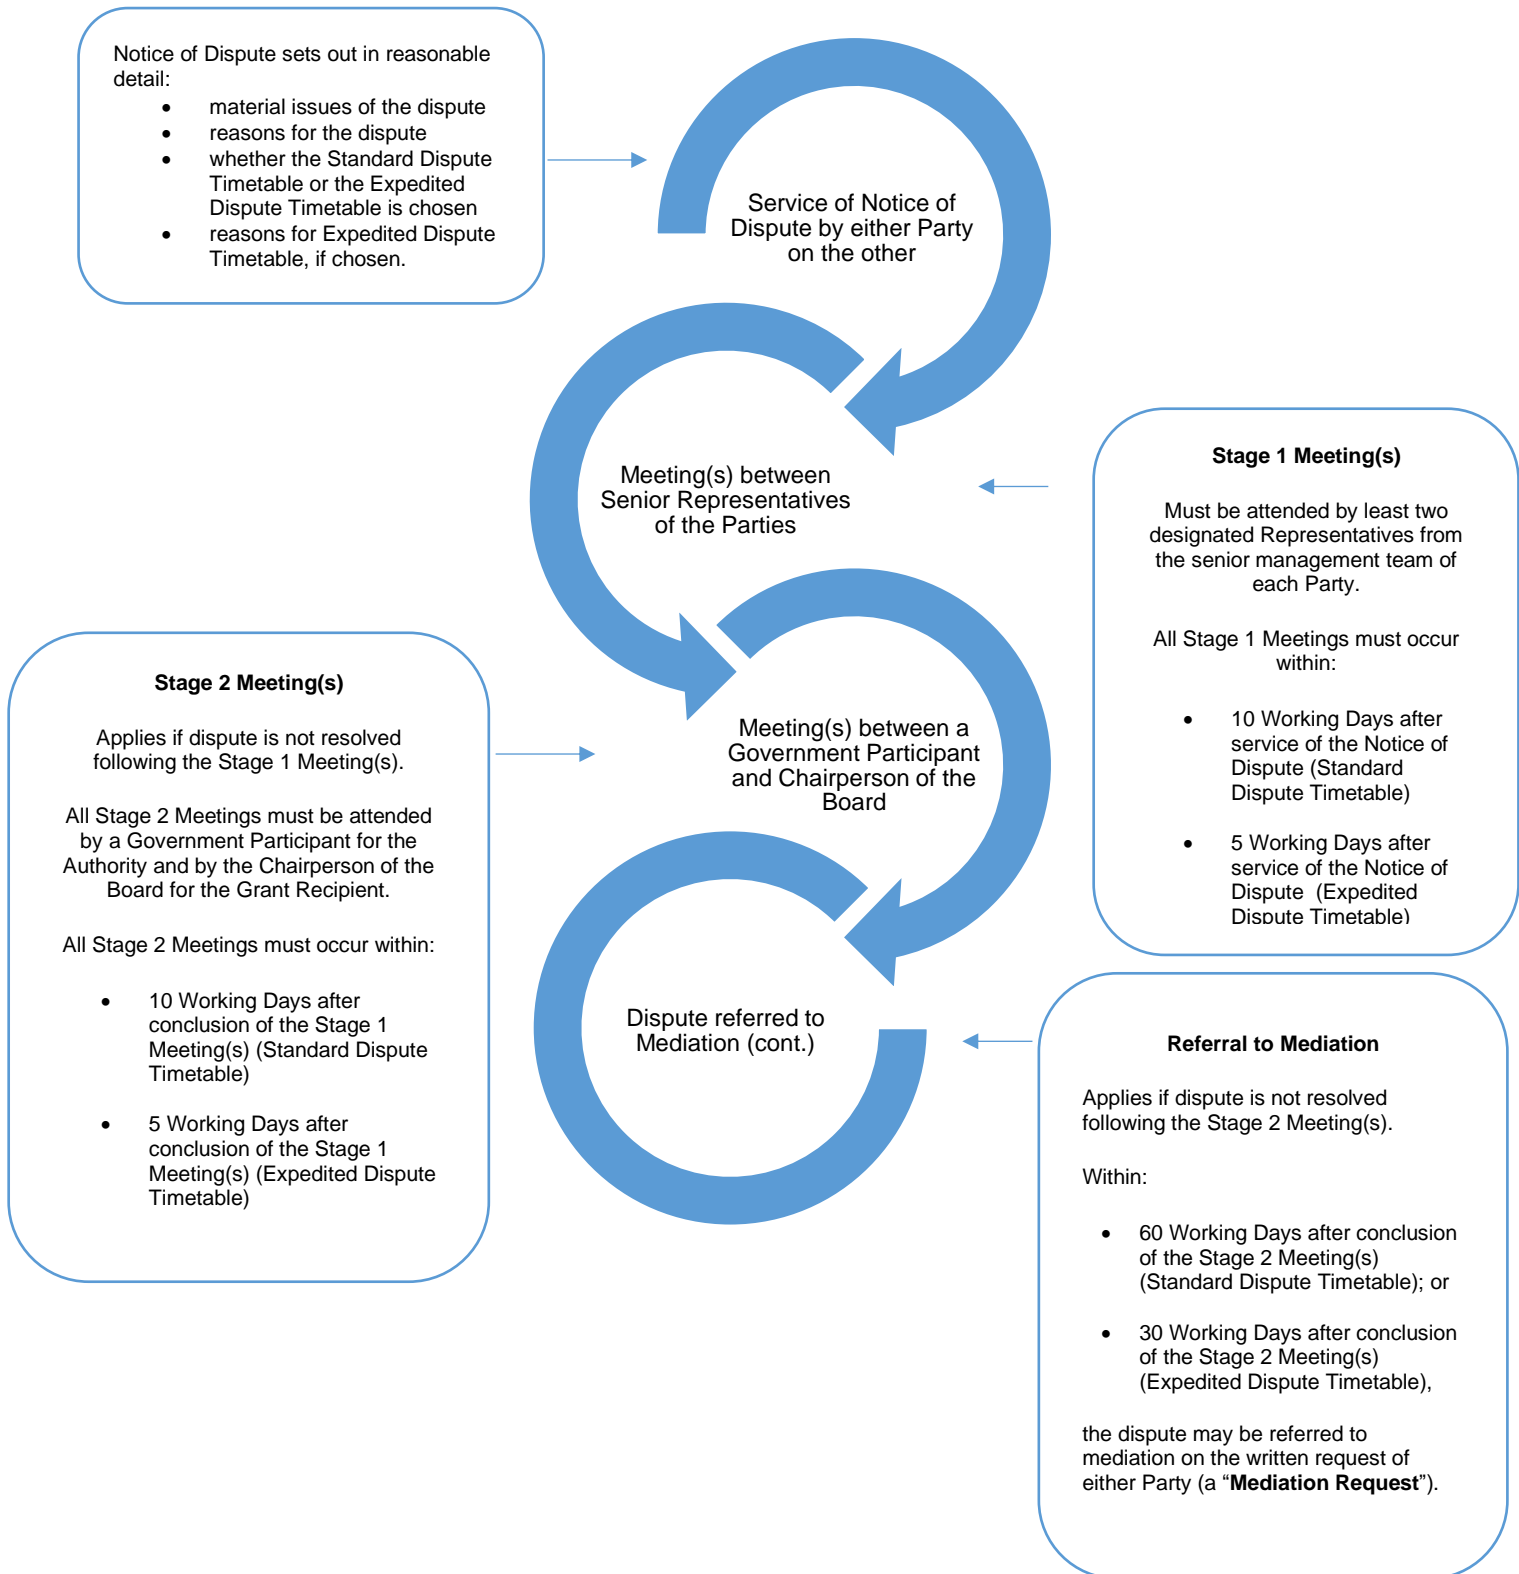 Notice of Dispute sets out in reasonable
detail:
• material issues of the dispute
• reasons for the dispute
• whether the Standard Dispute
Timetable or the Expedited
Dispute Timetable is chosen
• reasons for Expedited Dispute
Timetable, if chosen.
Service of Notice of
Dispute by either Party
on the other
Meeting(s) between
Senior Representatives
of the Parties
Stage 1 Meeting(s)
Must be attended by least two
designated Representatives from
the senior management team of
each Party.
All Stage 1 Meetings must occur
within:
• 10 Working Days after
service of the Notice of
Dispute (Standard
Dispute Timetable)
• 5 Working Days after
service of the Notice of
Dispute (Expedited
Dispute Timetable)
Stage 2 Meeting(s)
Applies if dispute is not resolved
following the Stage 1 Meeting(s).
All Stage 2 Meetings must be attended
by a Government Participant for the
Authority and by the Chairperson of the
Board for the Grant Recipient.
All Stage 2 Meetings must occur within:
• 10 Working Days after
conclusion of the Stage 1
Meeting(s) (Standard Dispute
Timetable)
• 5 Working Days after
conclusion of the Stage 1
Meeting(s) (Expedited Dispute
Timetable)
Meeting(s) between a
Government Participant
and Chairperson of the
Board
Dispute referred to
Mediation (cont.)
Referral to Mediation
Applies if dispute is not resolved
following the Stage 2 Meeting(s).
Within:
• 60 Working Days after conclusion
of the Stage 2 Meeting(s)
(Standard Dispute Timetable); or
• 30 Working Days after conclusion
of the Stage 2 Meeting(s)
(Expedited Dispute Timetable),
the dispute may be referred to
mediation on the written request of
either Party (a “Mediation Request”).